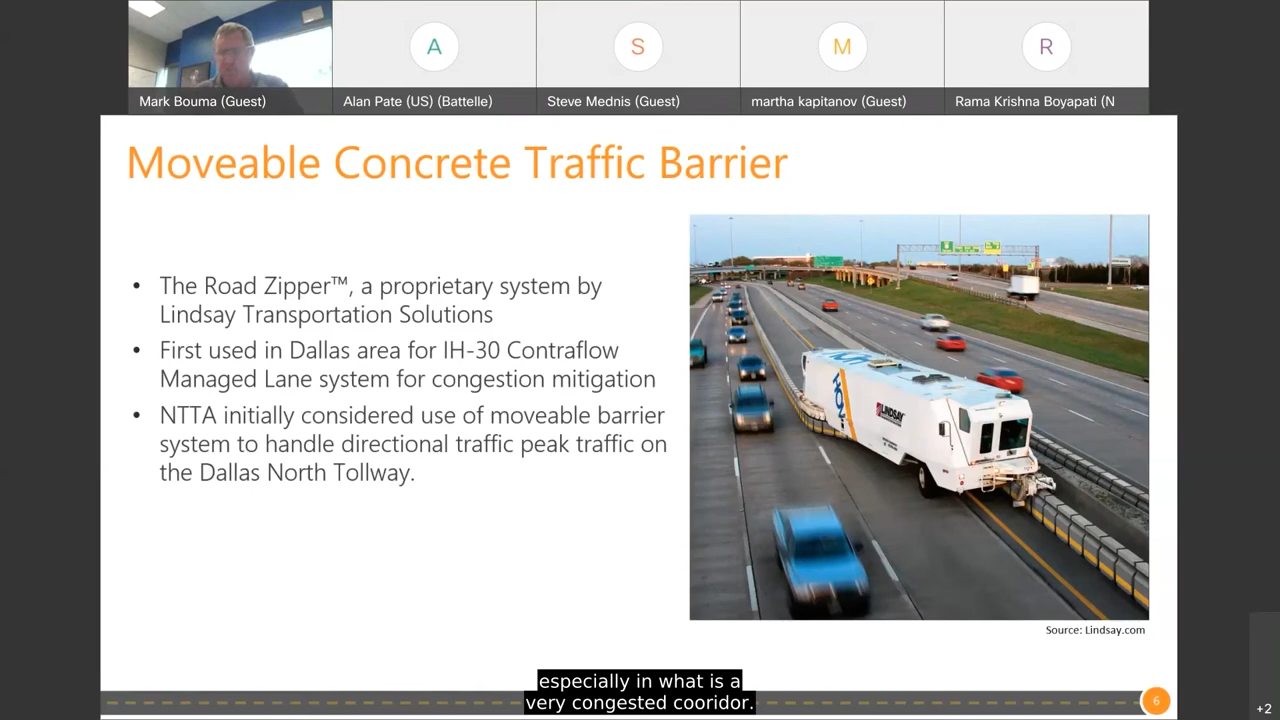 A
S
M
R
Mark Bouma (Guest)
Alan Pate (US) (Battelle)
Steve Mednis (Guest)
martha kapitanov (Guest)
Rama Krishna Boyapati (N
Moveable Concrete Traffic Barrier
• The Road Zipper™, a proprietary system by
Lindsay Transportation Solutions
• First used in Dallas area for IH-30 Contraflow
Managed Lane system for congestion mitigation
• NTTA initially considered use of moveable barrier
system to handle directional traffic peak traffic on
the Dallas North Tollway.
LINDSAY
Source: Lindsay.com
especially in what is a
very congested cooridor.
6
+2